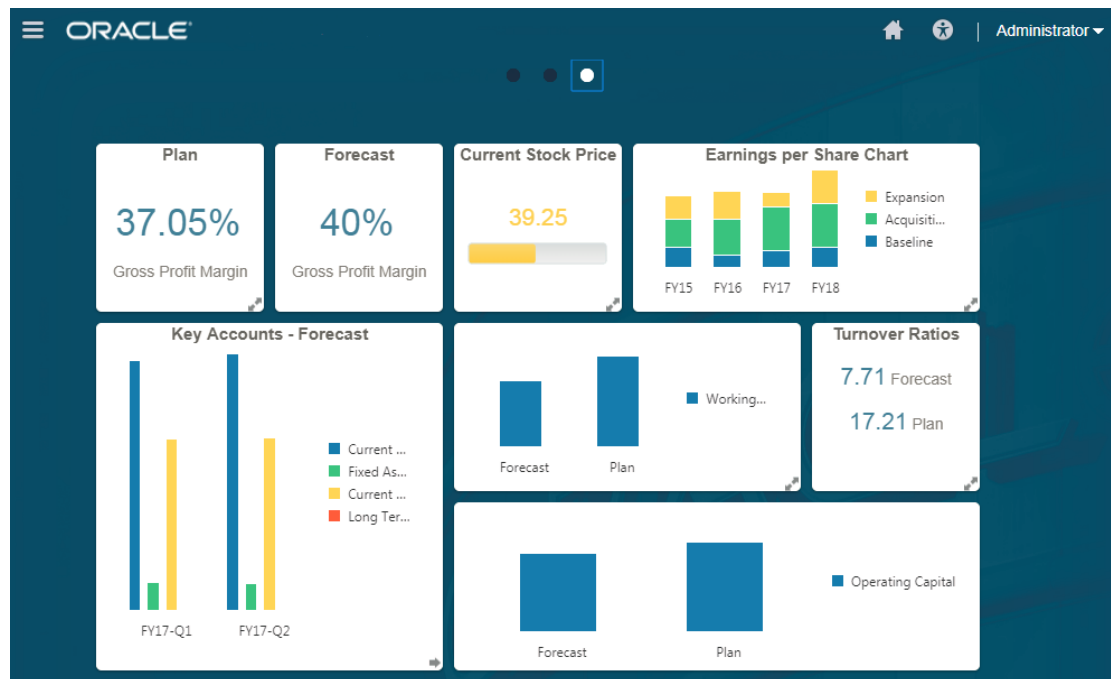 ORACLE
Administrator
Plan
37.05%
Gross Profit Margin
Forecast
40%
Gross Profit Margin
Current Stock Price
39.25
Earnings per Share Chart
Expansion
Acquisiti...
Baseline
FY15 FY16 FY17 FY18
Key Accounts - Forecast
Current ...
Fixed As...
Current ...
Long Ter...
FY17-Q1 FY17-Q2
Working...
Forecast Plan
Turnover Ratios
7.71 Forecast
17.21 Plan
Operating Capital
Forecast Plan